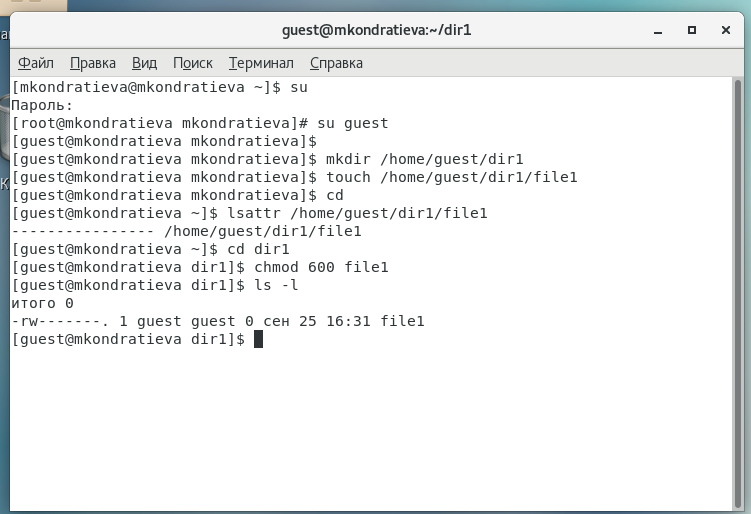 guest@mkondratieva:~/dir1
Файл Правка Вид Поиск Терминал Справка
[mkondratieva@mkondratieva ~]$ su
Пароль:
[root@mkondratieva mkondratieva]# su guest
[guest@mkondratieva mkondratieva]$
[guest@mkondratieva mkondratieva]$ mkdir /home/guest/dir1
[guest@mkondratieva mkondratieva]$ touch /home/guest/dir1/file1
[guest@mkondratieva mkondratieva]$ cd
[guest@mkondratieva ~]$ lsattr /home/guest/dir1/file1
---------------- /home/guest/dir1/file1
[guest@mkondratieva ~]$ cd dir1
[guest@mkondratieva dir1]$ chmod 600 file1
[guest@mkondratieva dir1]$ ls -l
итого 0
-rw-------. 1 guest guest 0 сен 25 16:31 file1
[guest@mkondratieva dir1]$